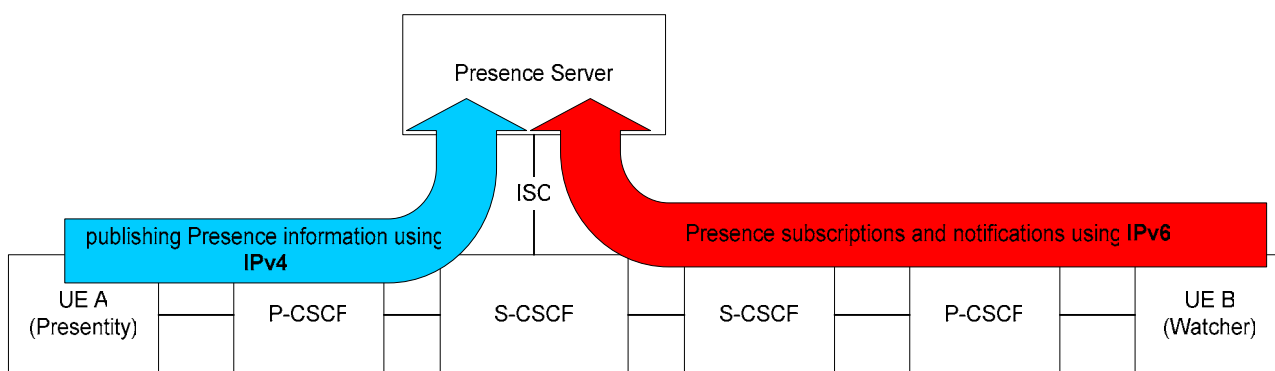 Presence Server
ISC
publishing Presence information using
IPv4
Presence subscriptions and notifications using IPv6
UE A
(Presentity)
P-CSCF
S-CSCF
S-CSCF
P-CSCF
UE B
(Watcher)